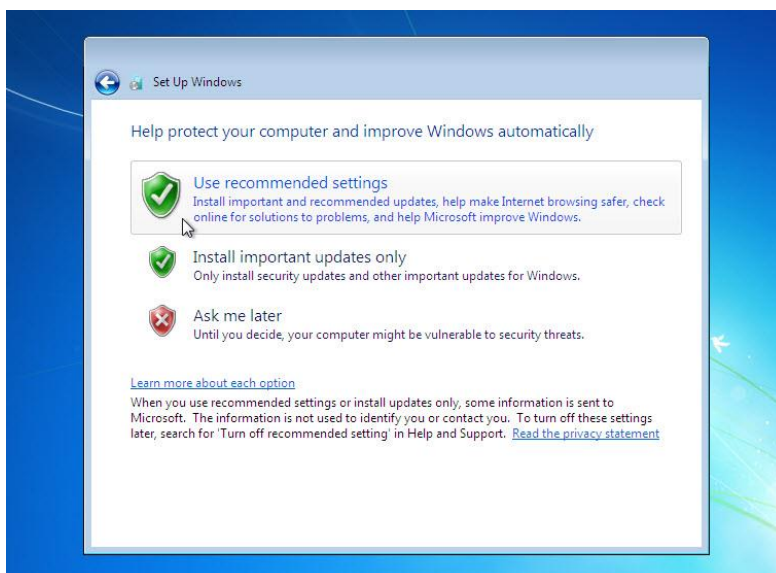 Set Up Windows
Help protect your computer and improve Windows automatically
Use recommended settings
Install important and recommended updates, help make Internet browsing safer, check
online for solutions to problems, and help Microsoft improve Windows.
Install important updates only
Only install security updates and other important updates for Windows.
Ask me later
Until you decide, your computer might be vulnerable to security threats.
Learn more about each option
When you use recommended settings or install updates only, some information is sent to
Microsoft. The information is not used to identify you or contact you. To turn off these settings
later, search for 'Turn off recommended setting' in Help and Support. Read the privacy statement